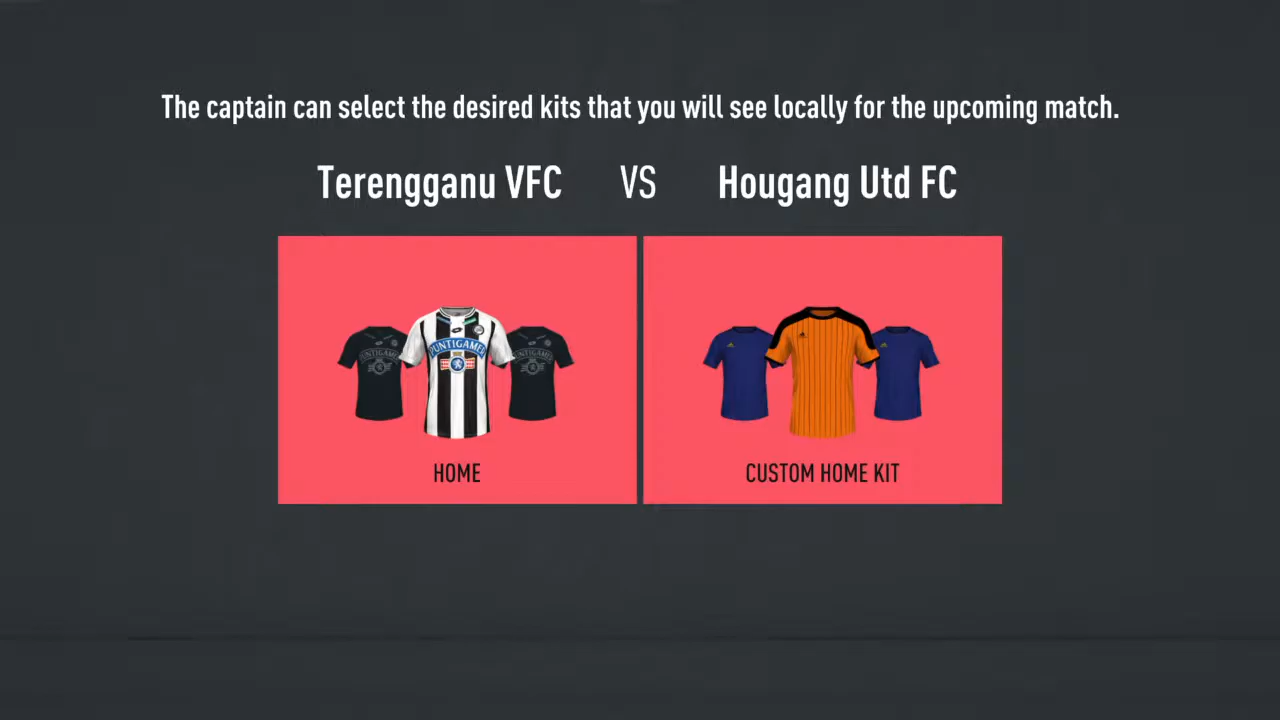 The captain can select the desired kits that you will see locally for the upcoming match.
Terengganu VFC VS Hougang Utd FC
PUNTIGAMER
HOME
CUSTOM HOME KIT